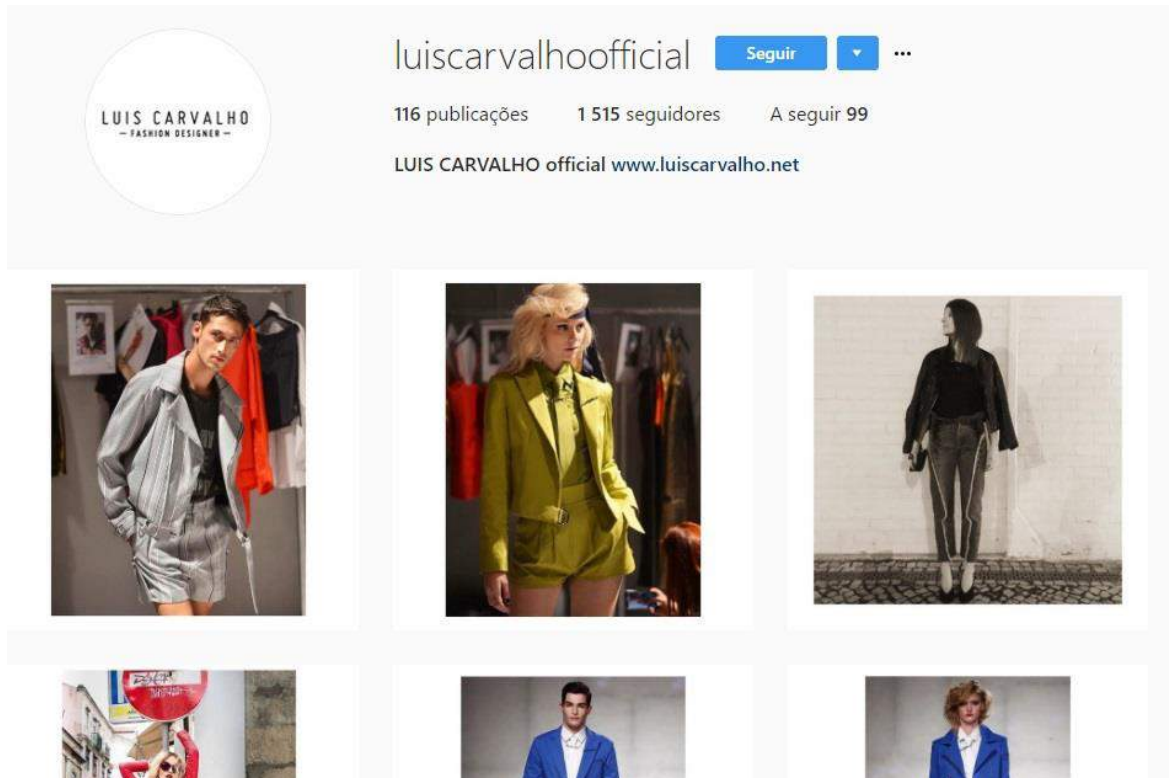 luiscarvalhoofficial Seguir ...
LUIS CARVALHO
– FASHION DESIGNER –
116 publicações 1 515 seguidores A seguir 99
LUIS CARVALHO official www.luiscarvalho.net